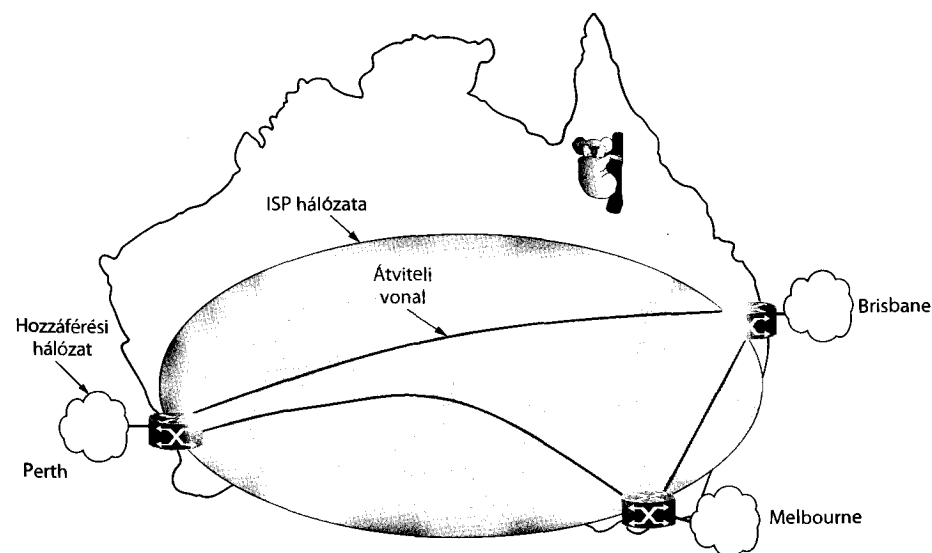 ISP hálózata
Átviteli
vonal
Hozzáférési
hálózat
Brisbane
Perth
Melbourne